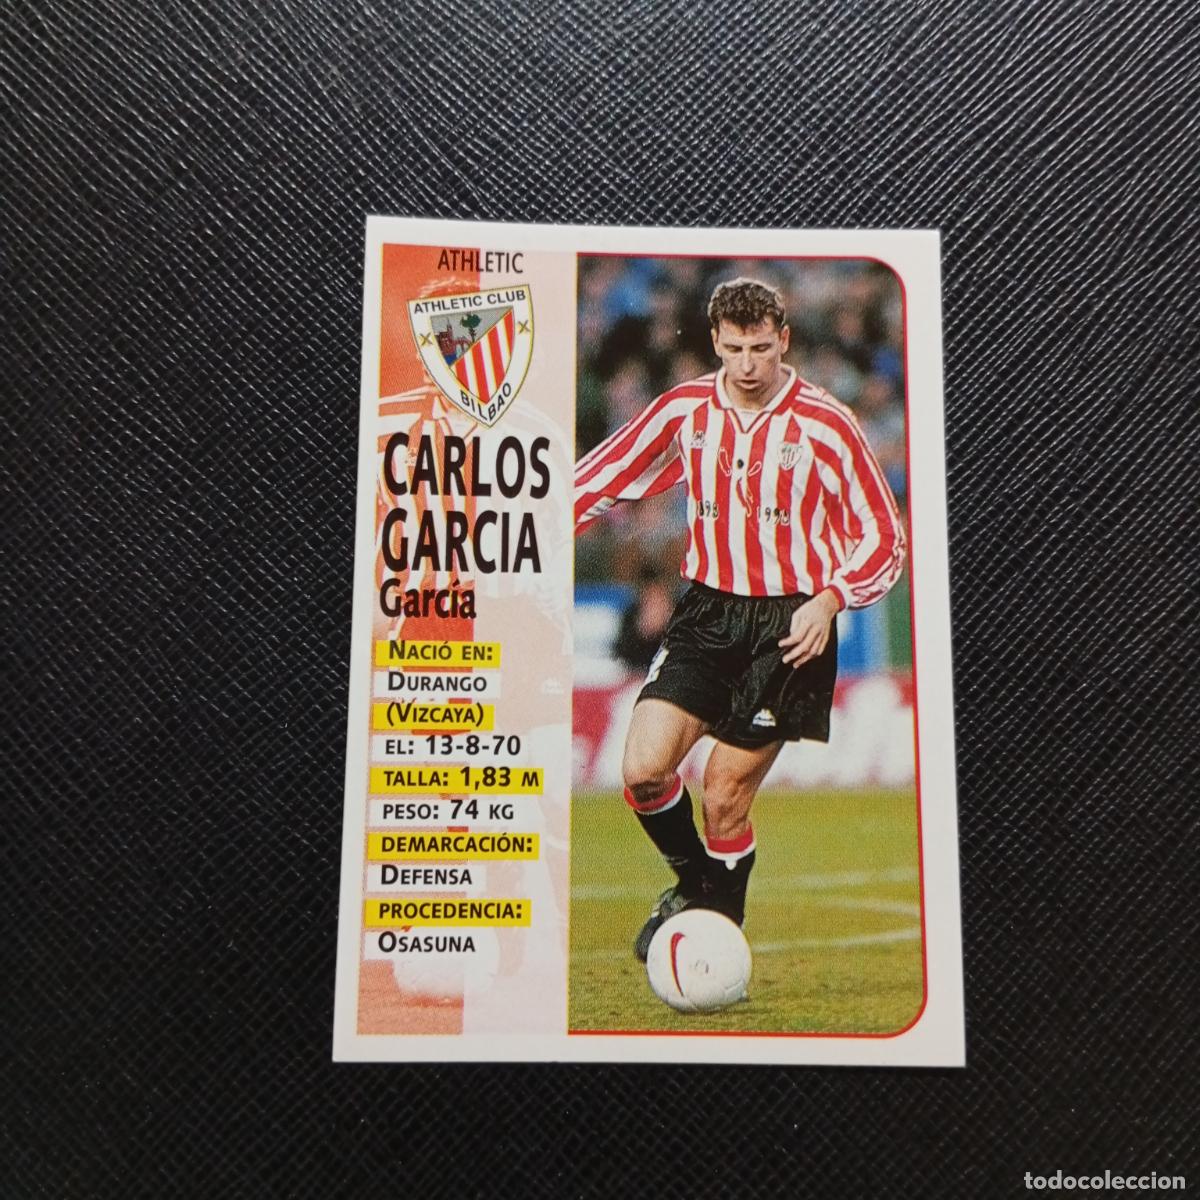 ATHLETIC
ATHLETIC CLUB
BILBAO
CARLOS
GARCIA
García
NACIÓ EN:
DURANGO
(VIZCAYA)
EL: 13-8-70
TALLA: 1,83 M
PESO: 74 KG
DEMARCACIÓN:
DEFENSA
PROCEDENCIA:
OSASUNA
1998
todocoleccion